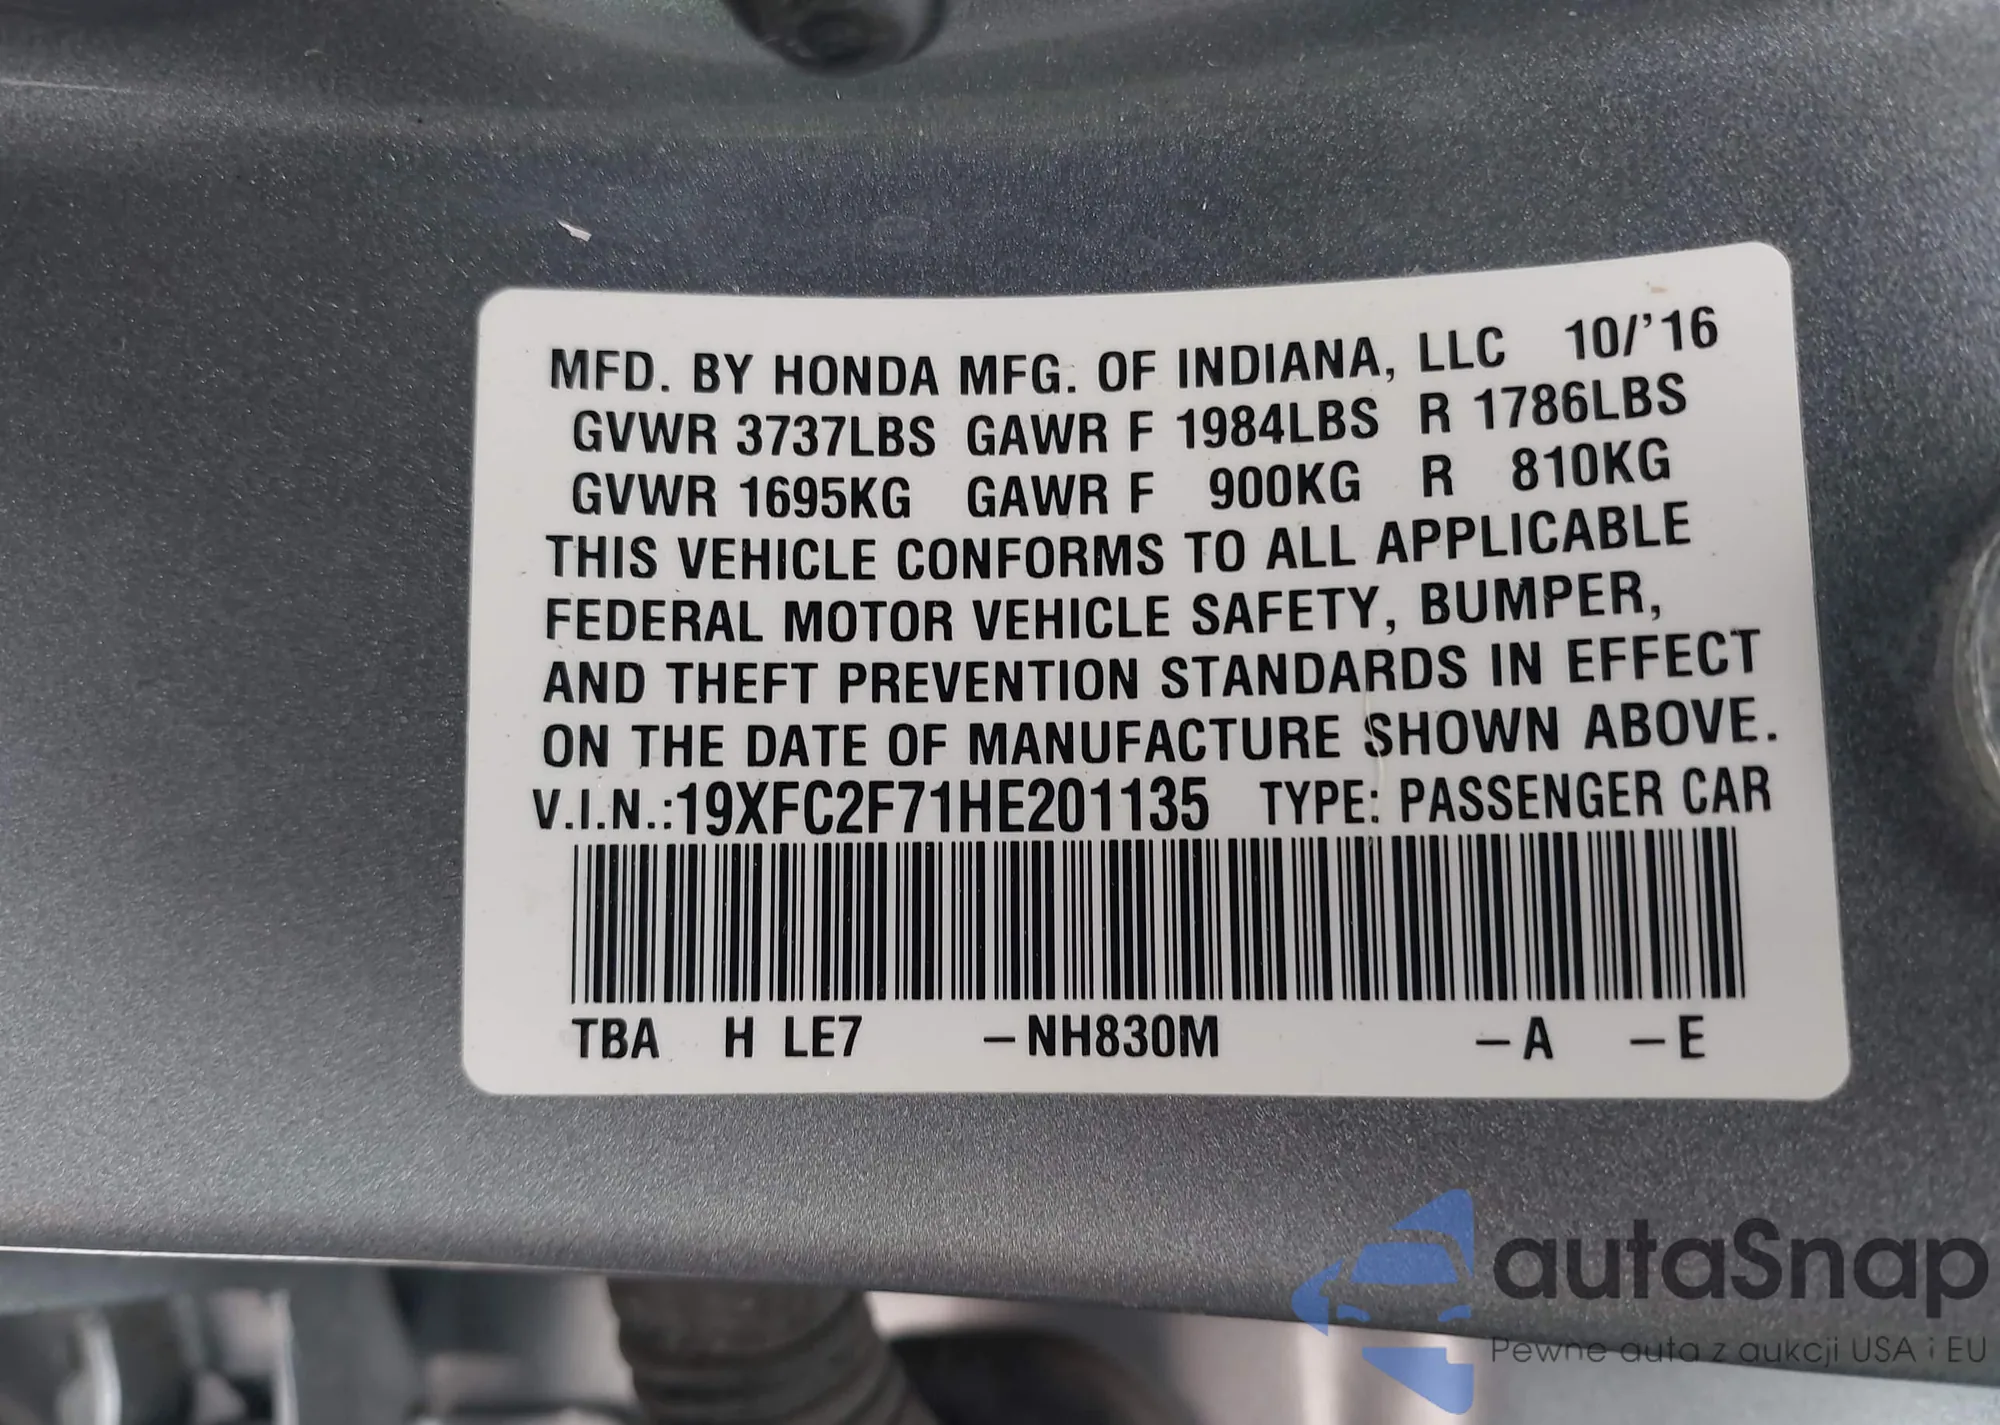 MFD. BY HONDA MFG. OF INDIANA, LLC 10/'16
GVWR 3737LBS GAWR F 1984LBS R 1786LBS
GVWR 1695KG GAWR F 900KG R 810KG
THIS VEHICLE CONFORMS TO ALL APPLICABLE
FEDERAL MOTOR VEHICLE SAFETY, BUMPER,
AND THEFT PREVENTION STANDARDS IN EFFECT
ON THE DATE OF MANUFACTURE SHOWN ABOVE.
V.I.N.:19XFC2F71HE201135 TYPE: PASSENGER CAR
TBA H LE7 –NH830M –A –E
autaSnap
Pewne auta z aukcji USA i EU